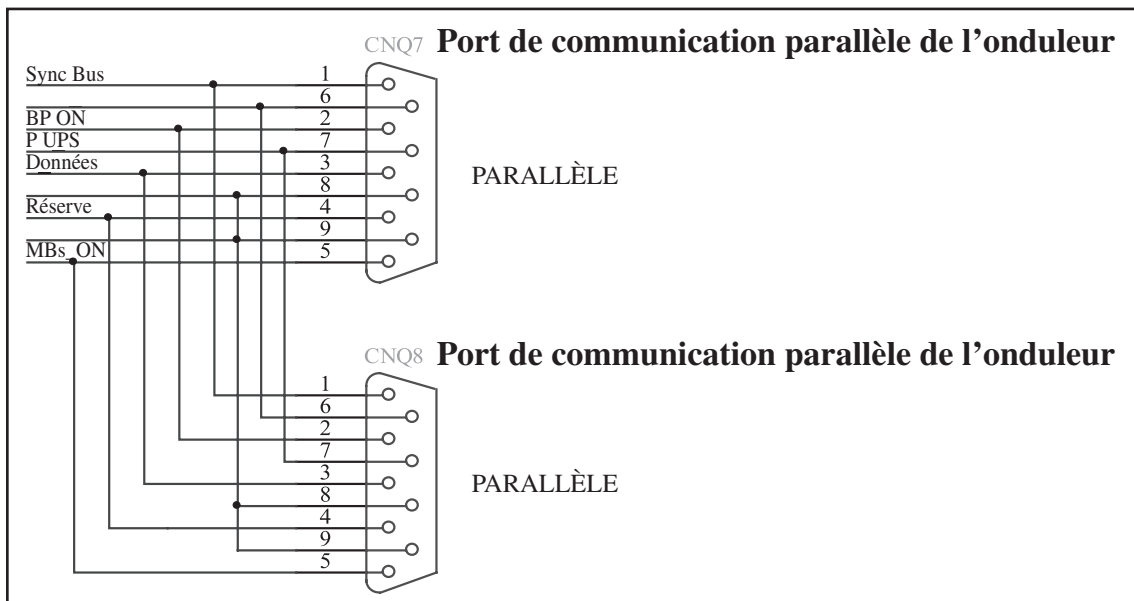 CNQ7 Port de communication parallèle de l’onduleur
Sync Bus 1
6
BP ON 2
P UPS 7
Données 3
8
Réserve 4
9
MBs_ON 5
PARALLÈLE
CNQ8 Port de communication parallèle de l’onduleur
1
6
2
7
3
8
4
9
5
PARALLÈLE